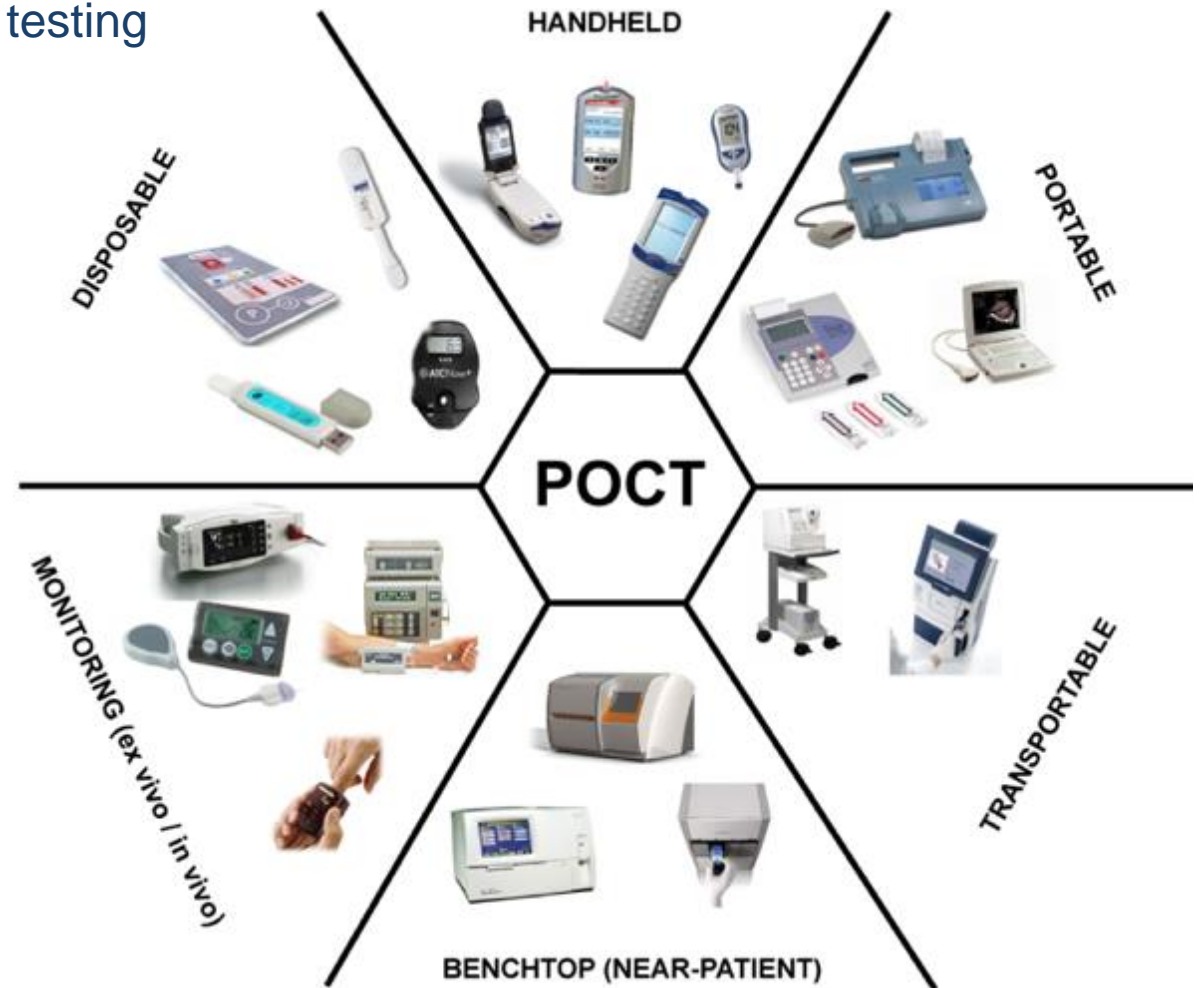 testing
HANDHELD
DISPOSABLE
PORTABLE
POCT
MONITORING (ex vivo / in vivo)
TRANSPORTABLE
BENCHTOP (NEAR-PATIENT)